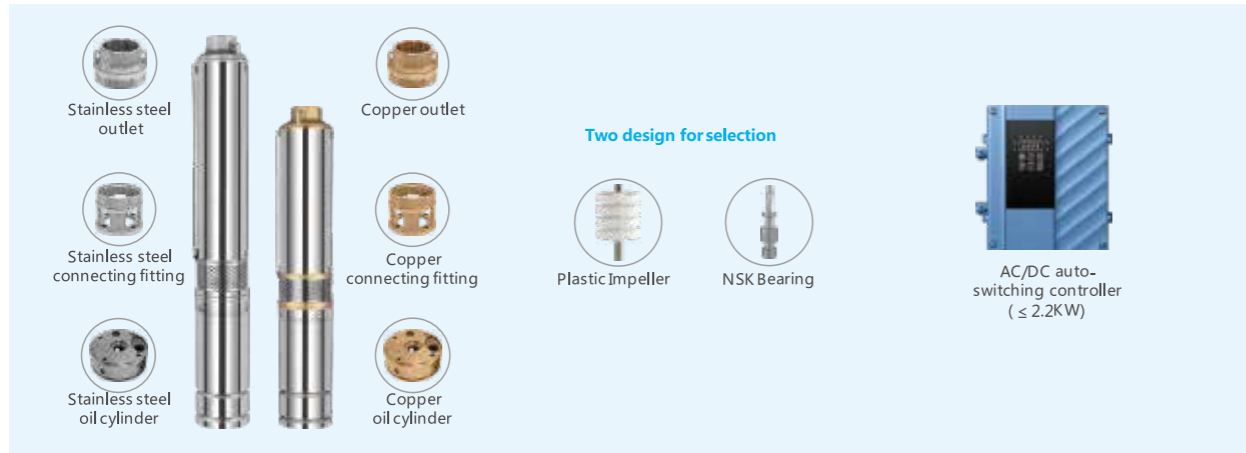 Stainless steel
outlet
Copper outlet
Two design for selection
Stainless steel
connecting fitting
Copper
connecting fitting
Plastic Impeller
NSK Bearing
AC/DC auto-
switching controller
( ≤ 2.2KW)
Stainless steel
oil cylinder
Copper
oil cylinder